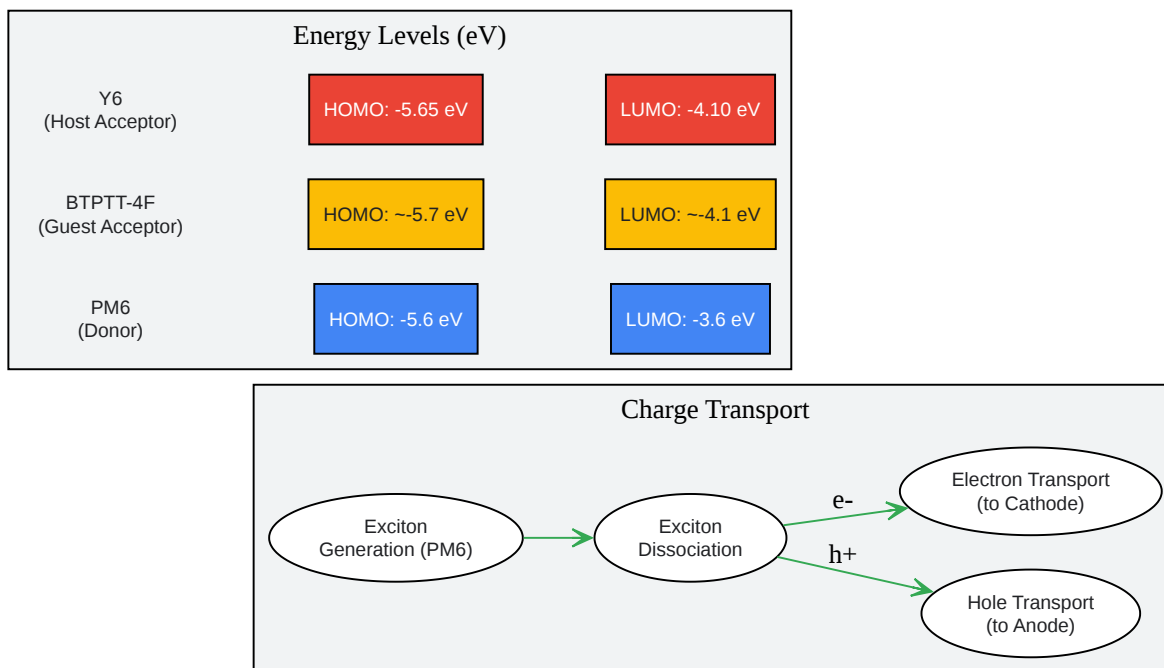 Energy Levels (eV)
Y6
(Host Acceptor)
HOMO: -5.65 eV
LUMO: -4.10 eV
BTPTT-4F
(Guest Acceptor)
HOMO: ~-5.7 eV
LUMO: ~-4.1 eV
PM6
(Donor)
HOMO: -5.6 eV
LUMO: -3.6 eV
Charge Transport
Exciton
Generation (PM6)
Exciton
Dissociation
e-
h+
Electron Transport
(to Cathode)
Hole Transport
(to Anode)